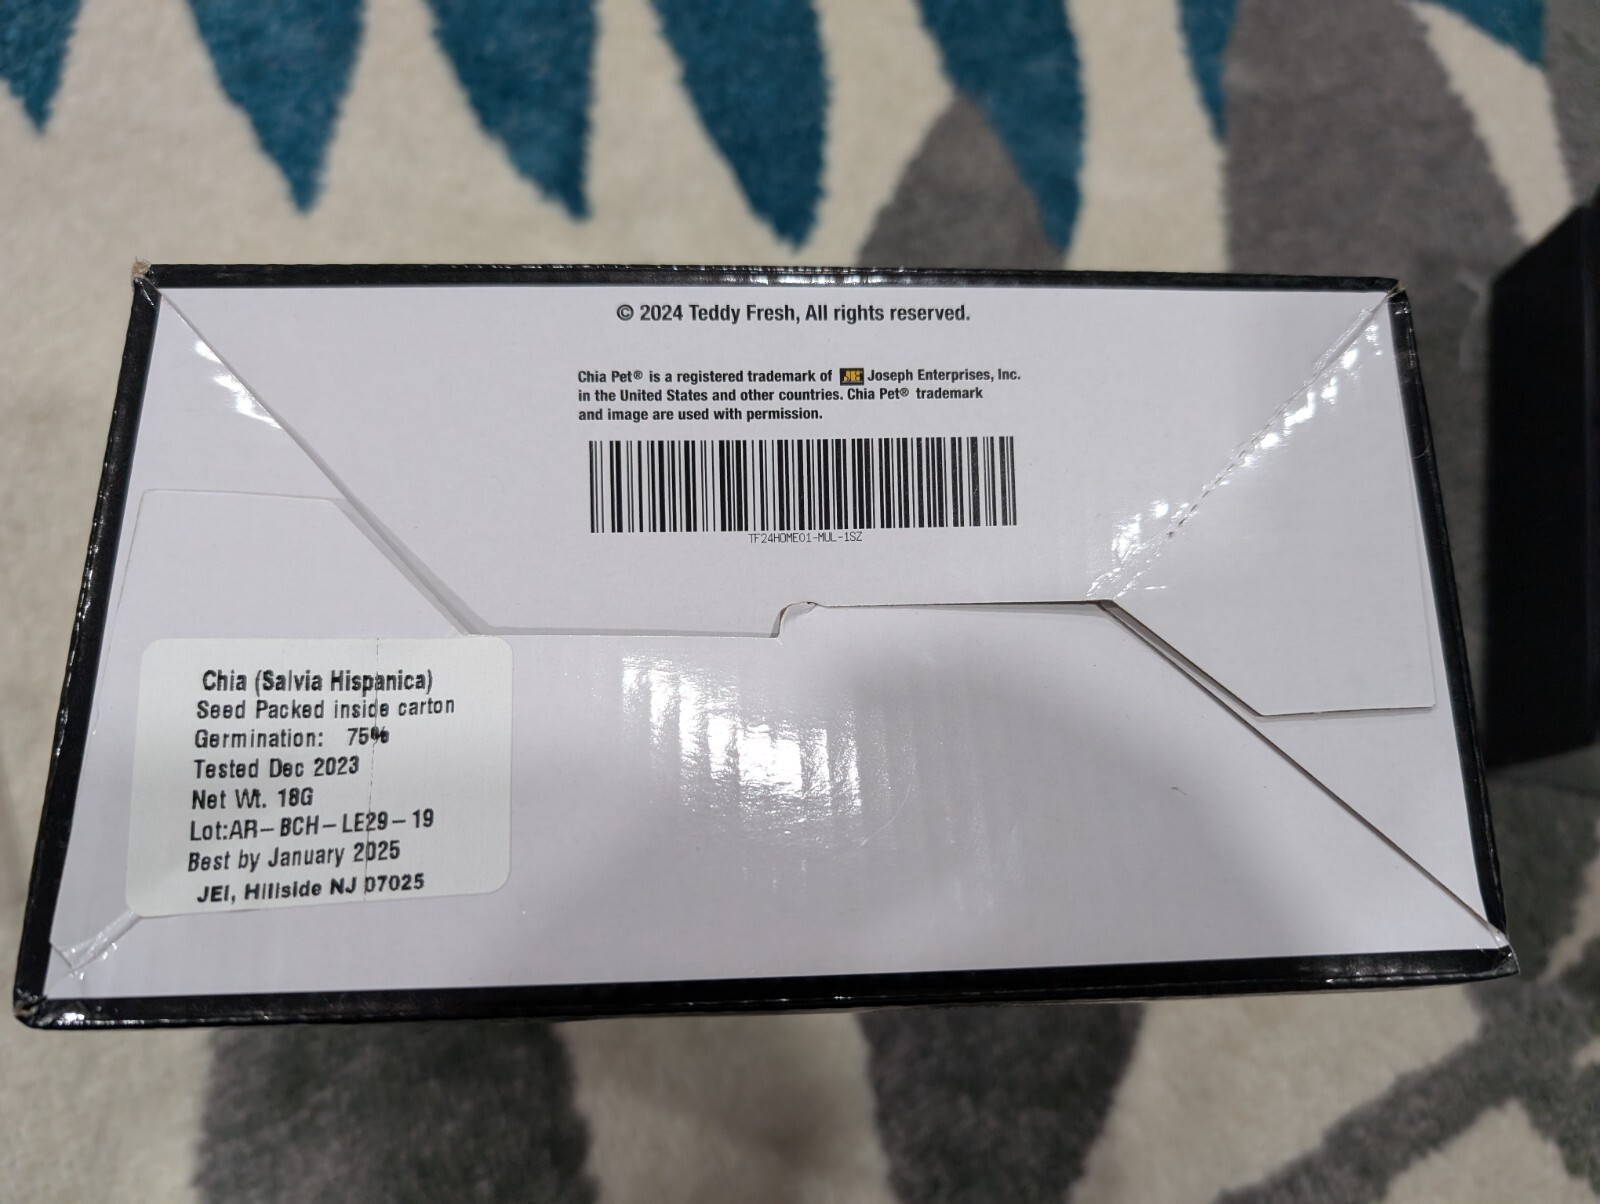 © 2024 Teddy Fresh, All rights reserved.
Chia Pet® is a registered trademark of JEI Joseph Enterprises, Inc.
in the United States and other countries. Chia Pet® trademark
and image are used with permission.
TF24HOME01-MUL-1SZ
Chia (Salvia Hispanica)
Seed Packed inside carton
Germination: 75%
Tested Dec 2023
Net Wt. 18G
Lot:AR-BCH-LE29-19
Best by January 2025
JEI, Hillside NJ 07025